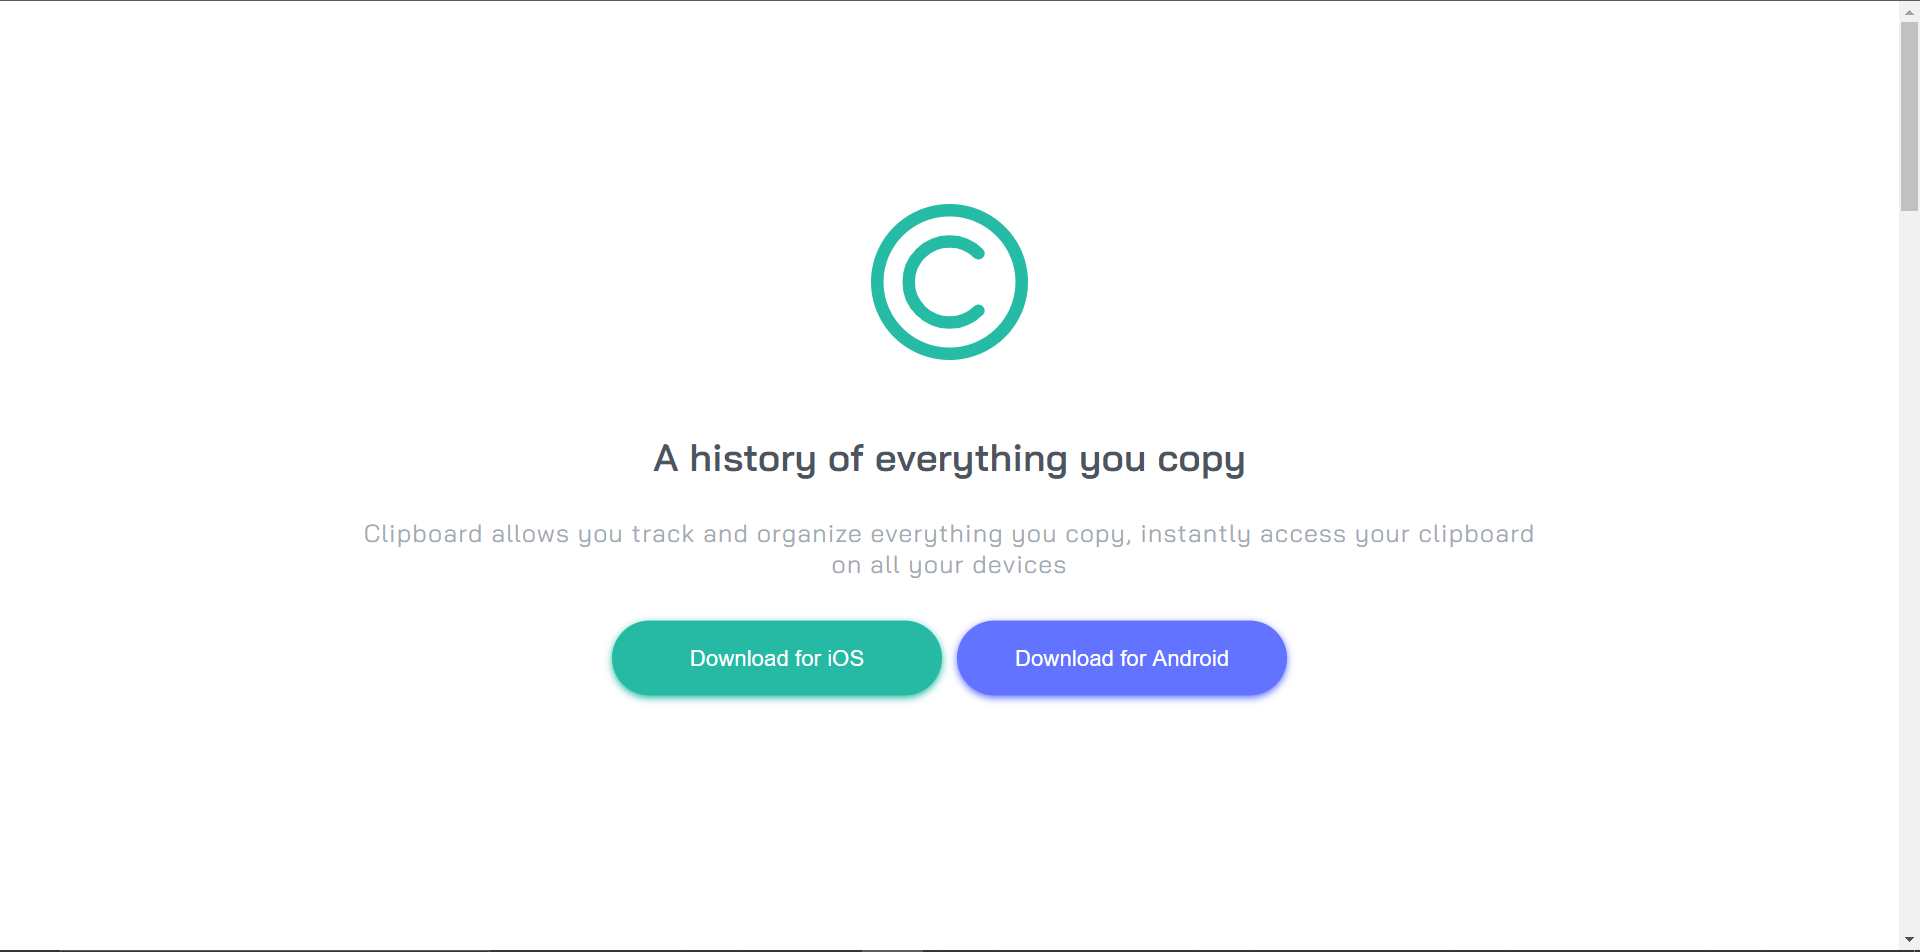 A history of everything you copy
Clipboard allows you track and organize everything you copy, instantly access your clipboard
on all your devices
Download for iOS
Download for Android